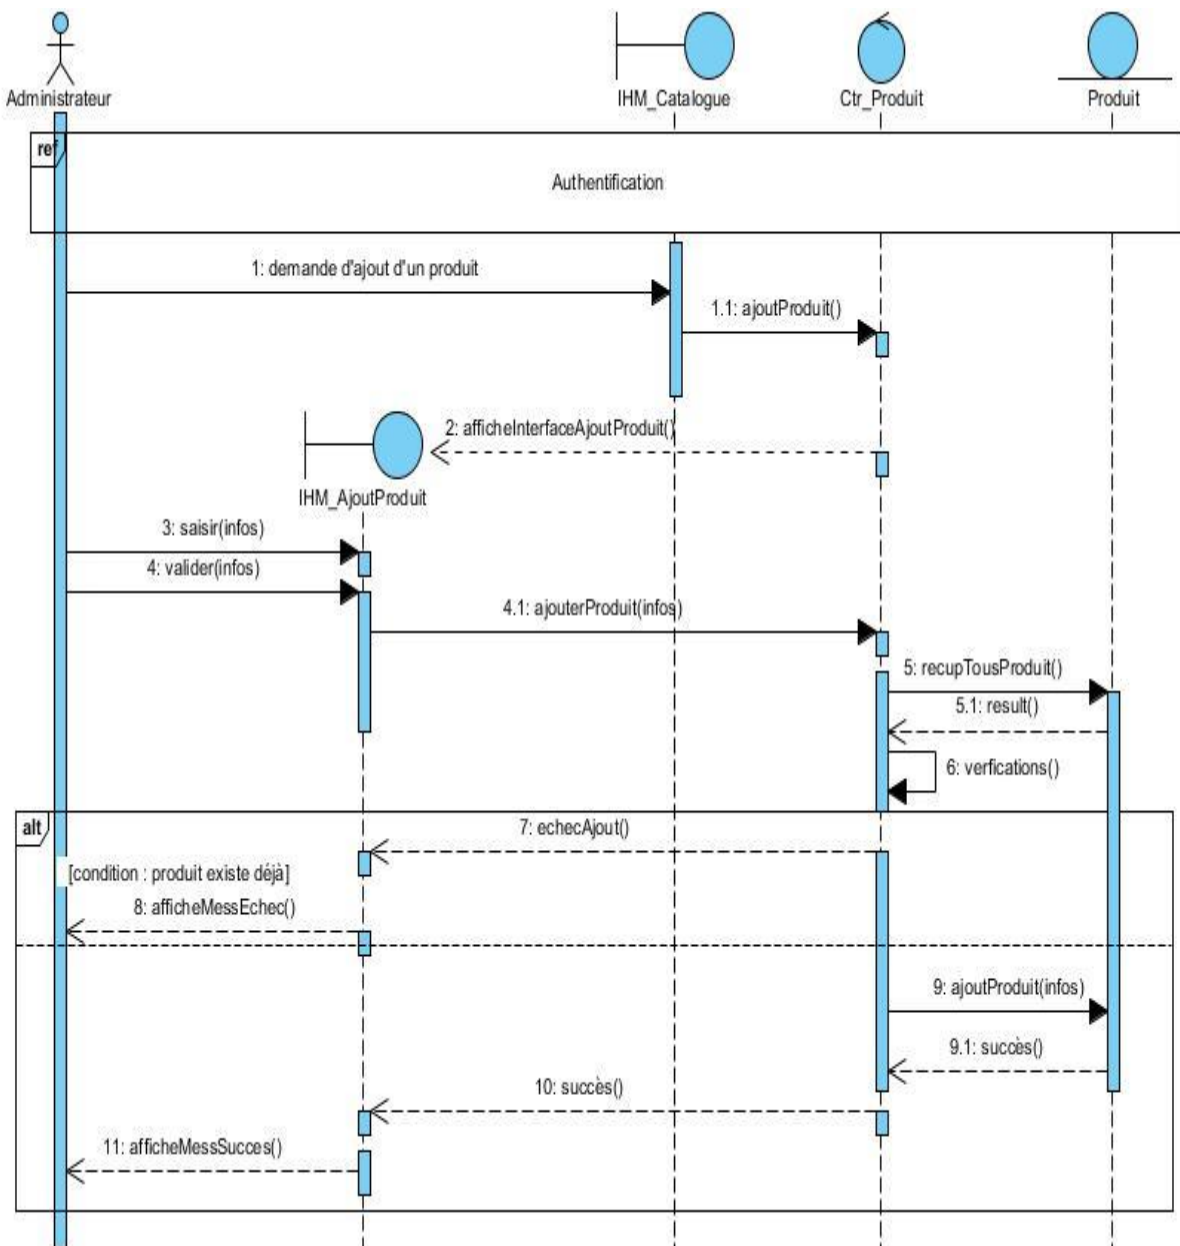 Administrateur
IHM_Catalogue
Ctr_Produit
Produit
ref
Authentification
1: demande d'ajout d'un produit
1.1: ajoutProduit()
2: afficheInterfaceAjoutProduit()
IHM_AjoutProduit
3: saisir(infos)
4: valider(infos)
4.1: ajouterProduit(infos)
5: recupTousProduit()
5.1: result()
6: verfications()
alt
7: echecAjout()
[condition : produit existe déjà]
8: afficheMessEchec()
9: ajoutProduit(infos)
9.1: succès()
10: succès()
11: afficheMessSucces()